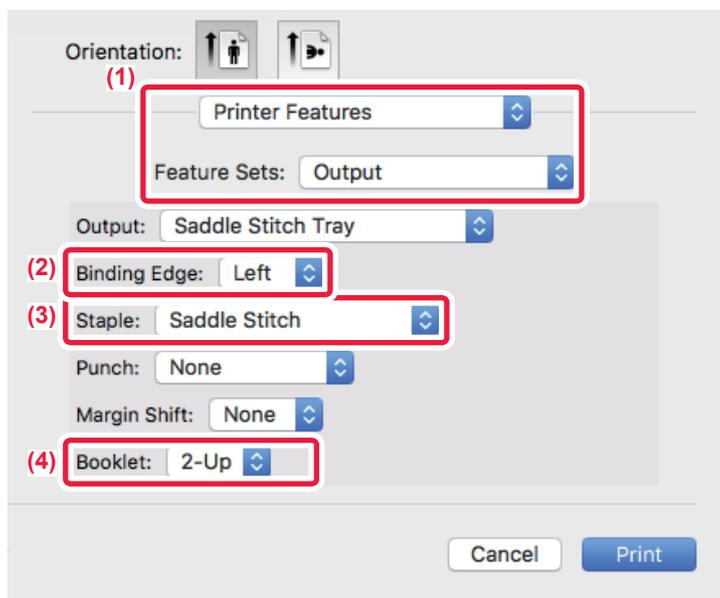 Orientation:
(1)
Printer Features
Feature Sets: Output
Output: Saddle Stitch Tray
(2) Binding Edge: Left
(3) Staple: Saddle Stitch
Punch: None
Margin Shift: None
(4) Booklet: 2-Up
Cancel Print